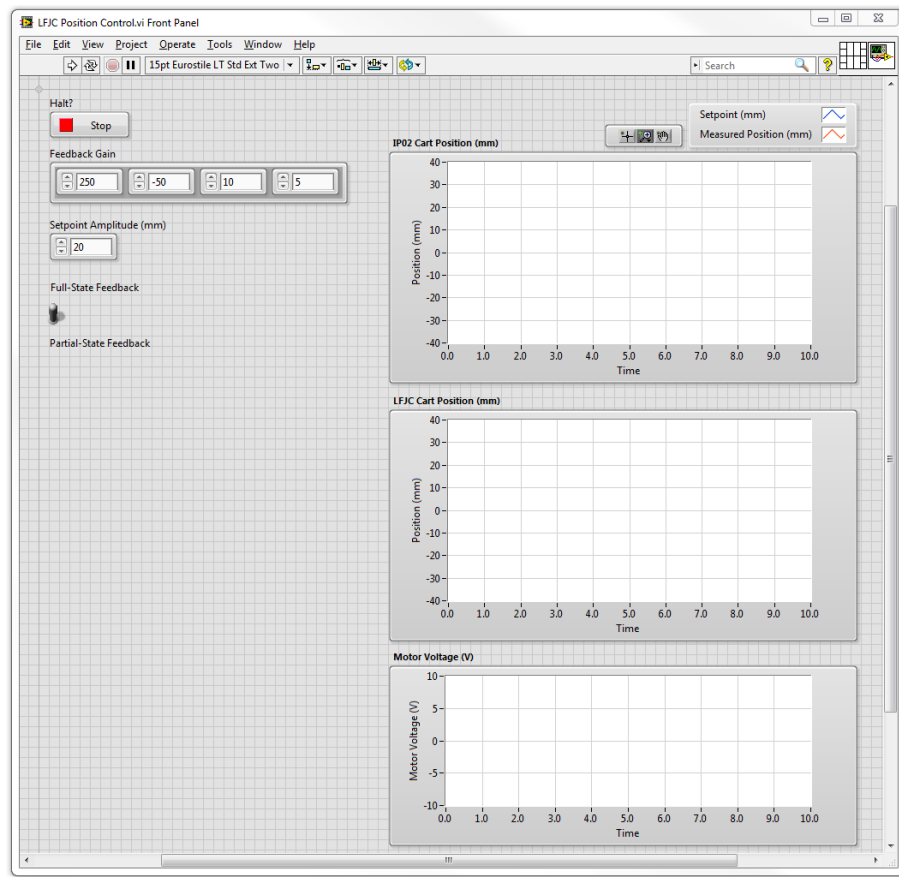 LFJC Position Control.vi Front Panel
File Edit View Project Operate Tools Window Help
15pt Eurostile LT Std Ext Two
Search
?
Halt?
Stop
Feedback Gain
250 -50 10 5
Setpoint Amplitude (mm)
20
Full-State Feedback
Partial-State Feedback
Setpoint (mm)
Measured Position (mm)
IP02 Cart Position (mm)
Position (mm)
40
30
20
10
0
-10
-20
-30
-40
0.0 1.0 2.0 3.0 4.0 5.0 6.0 7.0 8.0 9.0 10.0
Time
LFJC Cart Position (mm)
Position (mm)
40
30
20
10
0
-10
-20
-30
-40
0.0 1.0 2.0 3.0 4.0 5.0 6.0 7.0 8.0 9.0 10.0
Time
Motor Voltage (V)
Motor Voltage (V)
10
5
0
-5
-10
0.0 1.0 2.0 3.0 4.0 5.0 6.0 7.0 8.0 9.0 10.0
Time